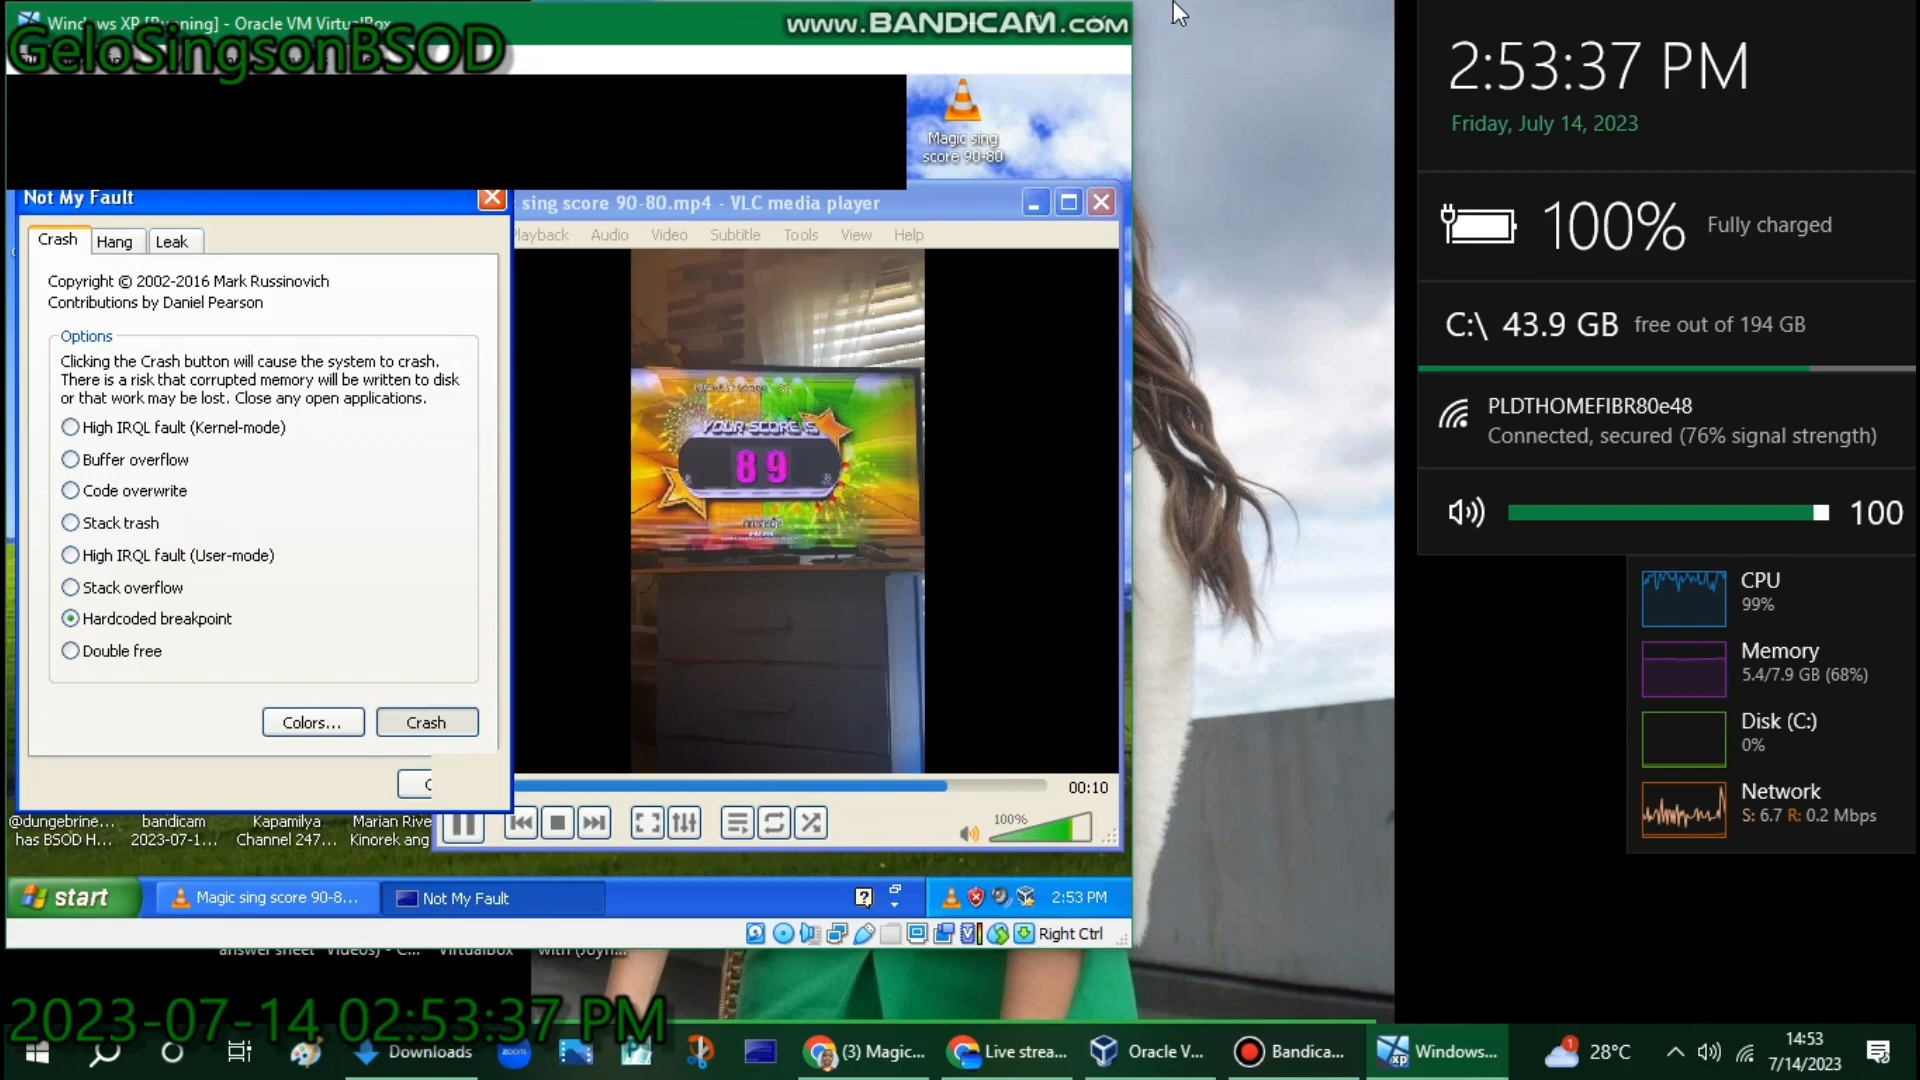 Windows XP [Running] - Oracle VM VirtualBox
www.BANDICAM.com
GeloSingsonBSOD
Magic sing
score 90-80
Not My Fault
sing score 90-80.mp4 - VLC media player
Playback Audio Video Subtitle Tools View Help
Crash Hang Leak
Copyright © 2002-2016 Mark Russinovich
Contributions by Daniel Pearson
Options
Clicking the Crash button will cause the system to crash.
There is a risk that corrupted memory will be written to disk
or that work may be lost. Close any open applications.
High IRQL fault (Kernel-mode)
Buffer overflow
Code overwrite
Stack trash
High IRQL fault (User-mode)
Stack overflow
Hardcoded breakpoint
Double free
Colors... Crash
YOUR SCORE IS
89
00:10
100%
@dungebrine... bandicam Kapamilya Marian Rive
has BSOD H... 2023-07-1... Channel 247... Kinorek ang
start Magic sing score 90-8... Not My Fault 2:53 PM
Right Ctrl
answer sheet Videos) - C... VirtualBox with (Joyn...
2023-07-14 02:53:37 PM
2:53:37 PM
Friday, July 14, 2023
100% Fully charged
C:\ 43.9 GB free out of 194 GB
PLDTHOMEFIBR80e48
Connected, secured (76% signal strength)
100
CPU
99%
Memory
5.4/7.9 GB (68%)
Disk (C:)
0%
Network
S: 6.7 R: 0.2 Mbps
Downloads zoom (3) Magic... Live strea... Oracle V... Bandica... xp Windows... 1 28°C 14:53
7/14/2023